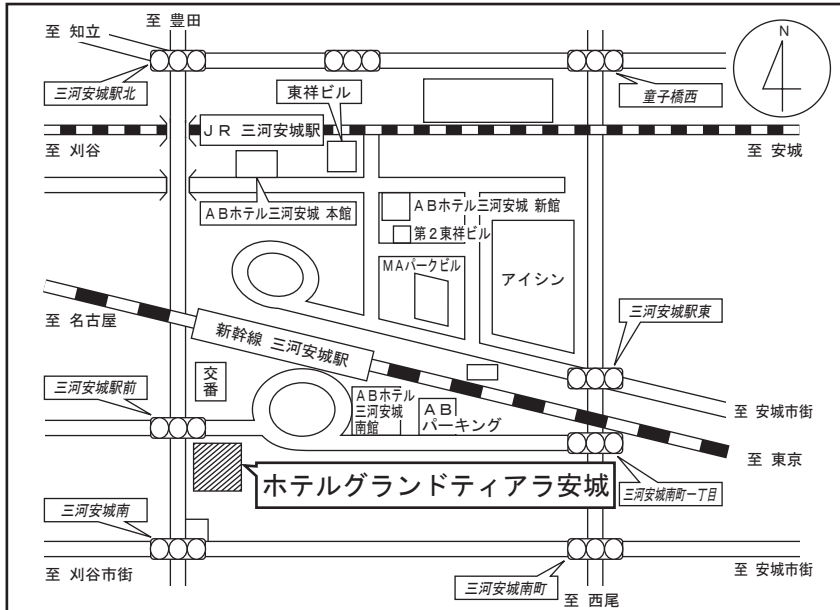 至 豊田
至 知立
N
三河安城駅北
東祥ビル
童子橋西
JR 三河安城駅
至 刈谷
至 安城
ABホテル三河安城 本館
ABホテル三河安城 新館
第2東祥ビル
MAパークビル
アイシン
三河安城駅東
至 名古屋
新幹線 三河安城駅
交番
三河安城駅前
ABホテル
三河安城
南館
AB
パーキング
至 安城市街
至 東京
ホテルグランドティアラ安城
三河安城南町一丁目
三河安城南
至 刈谷市街
三河安城南町
至 安城市街
至 西尾